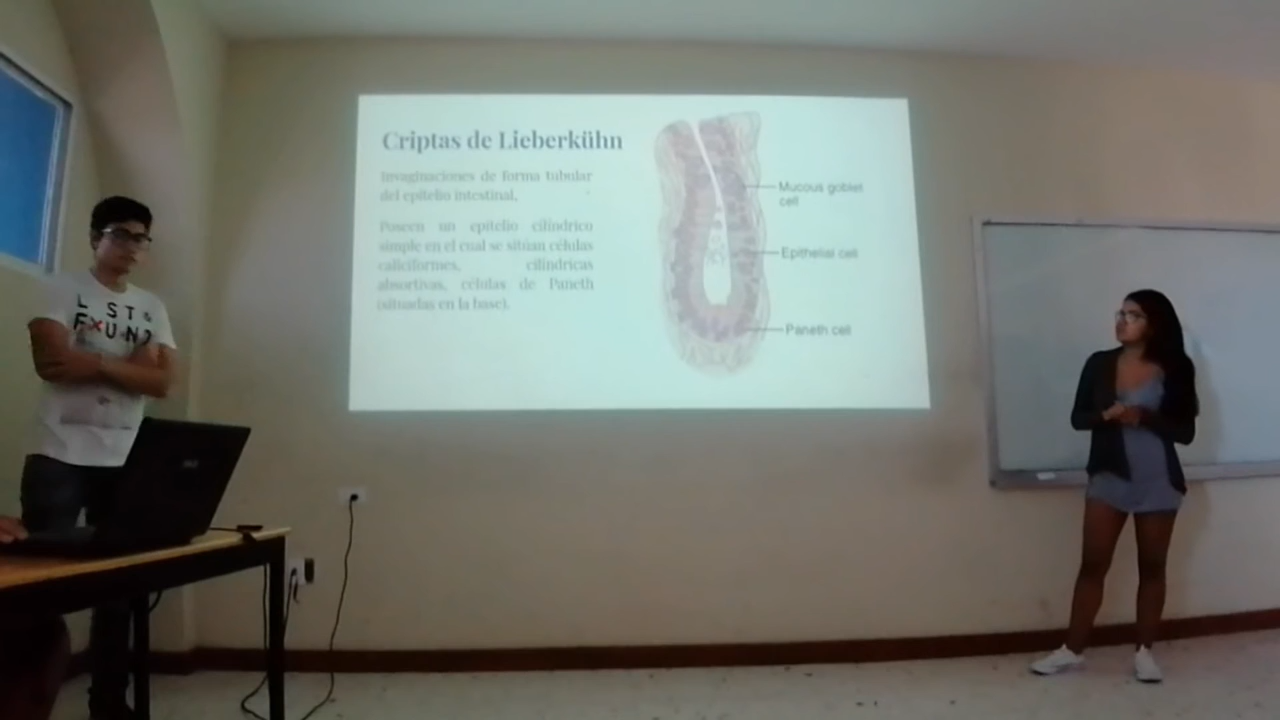 Criptas de Lieberkühn
Invaginaciones de forma tubular
del epitelio intestinal,
Poseen un epitelio cilíndrico
simple en el cual se sitúan células
caliciformes, cilíndricas
absortivas, células de Paneth
(situadas en la base).
Mucous goblet
cell
Epithelial cell
Paneth cell
L ST &
FXUN?